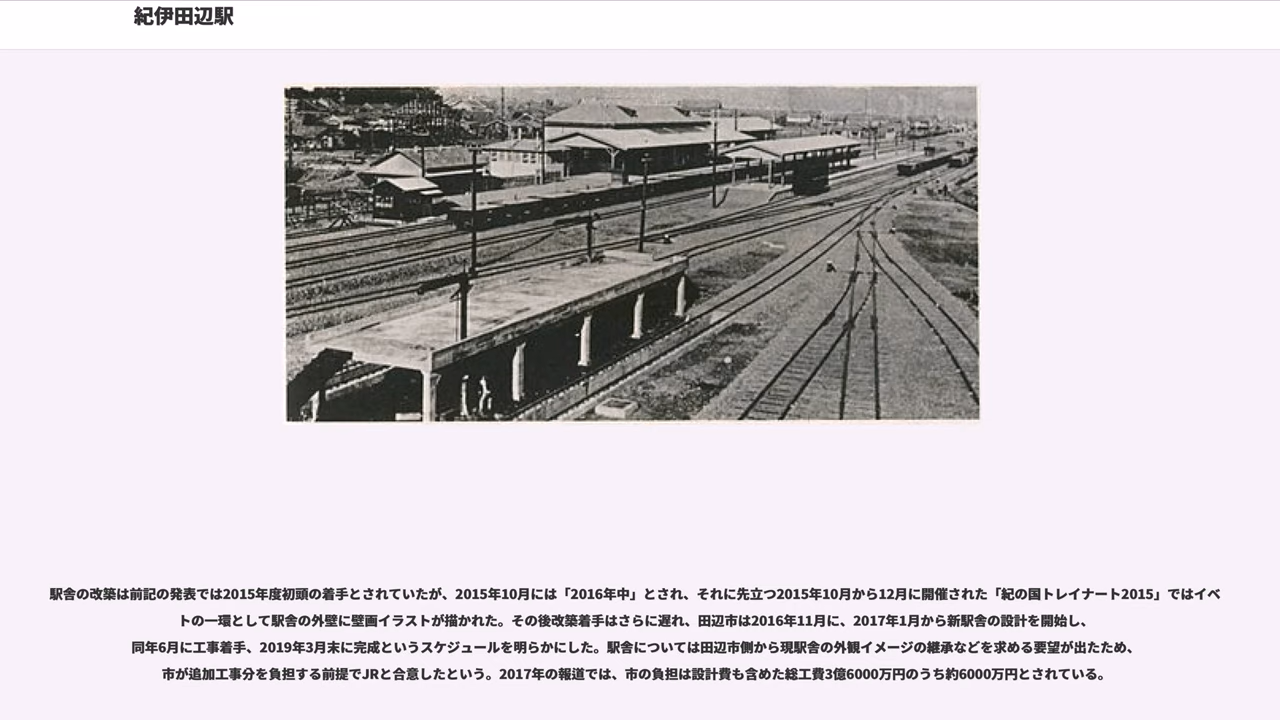 紀伊田辺駅
駅舎の改築は前記の発表では2015年度初頭の着手とされていたが、2015年10月には「2016年中」とされ、それに先立つ2015年10月から12月に開催された「紀の国トレイナート2015」ではイベ
トの一環として駅舎の外壁に壁画イラストが描かれた。その後改築着手はさらに遅れ、田辺市は2016年11月に、2017年1月から新駅舎の設計を開始し、
同年6月に工事着手、2019年3月末に完成というスケジュールを明らかにした。駅舎については田辺市側から現駅舎の外観イメージの継承などを求める要望が出たため、
市が追加工事分を負担する前提でJRと合意したという。2017年の報道では、市の負担は設計費も含めた総工費3億6000万円のうち約6000万円とされている。